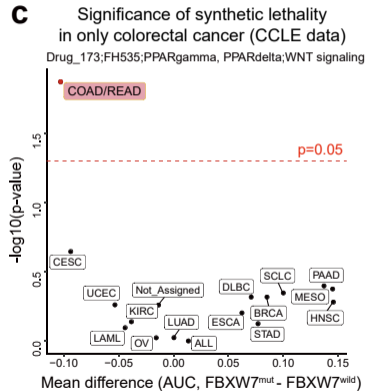 C
Significance of synthetic lethality
in only colorectal cancer (CCLE data)
Drug_173;FH535;PPARgamma, PPARdelta;WNT signaling
COAD/READ
p=0.05
-log10(p-value)
1.5
1.0
0.5
0.0
CESC
UCEC
Not_Assigned
KIRC
LAML
OV
LUAD
ALL
ESCA
DLBC
SCLC
BRCA
STAD
PAAD
MESO
HNSC
-0.10
-0.05
0.00
0.05
0.10
0.15
Mean difference (AUC, FBXW7mut - FBXW7wild)